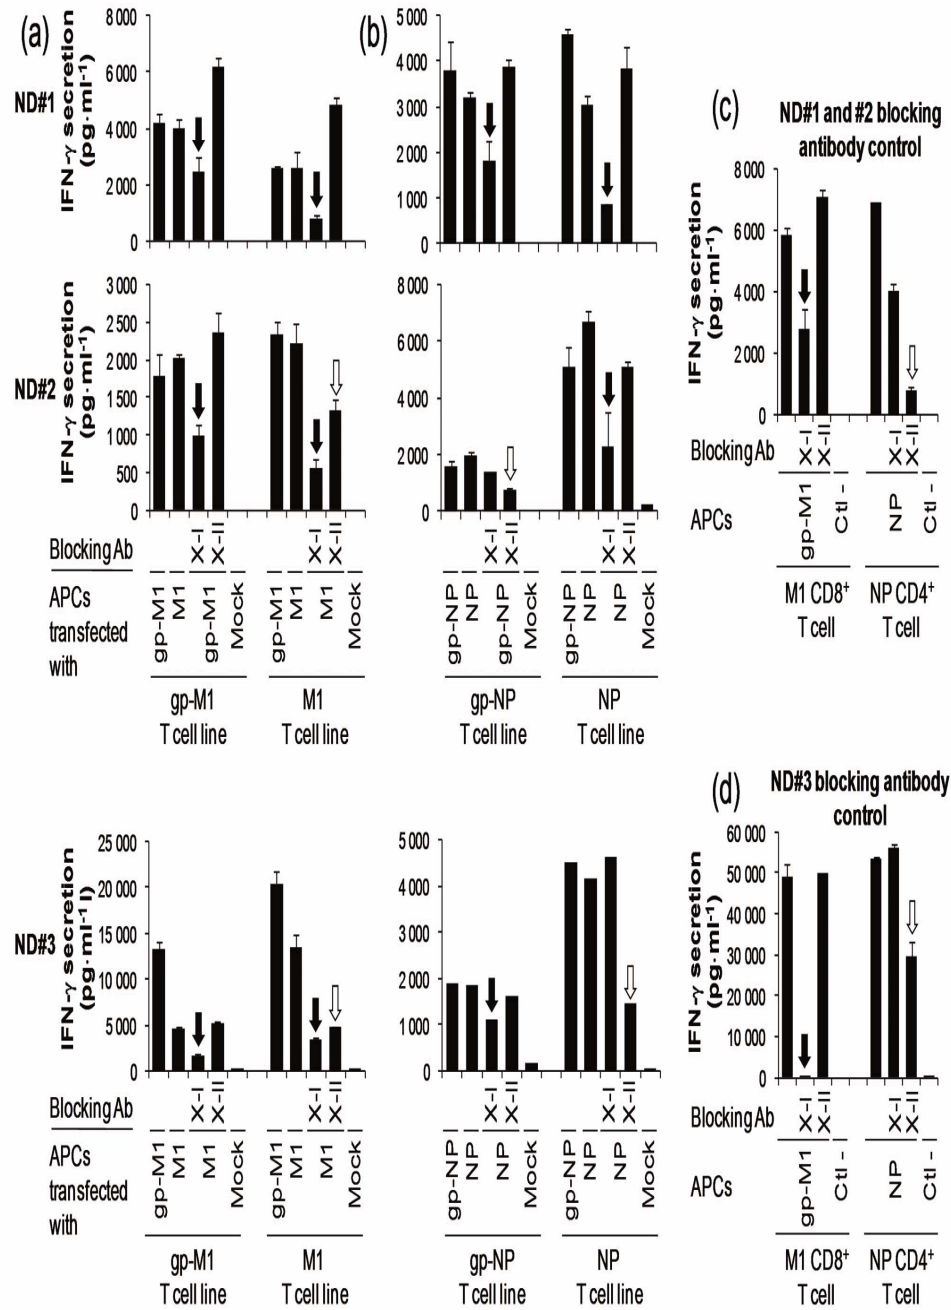 (a)
ND#1
IFN-γ secretion
(pg·ml⁻¹)
8 000
6 000
4 000
2 000
0
(b)
5 000
4 000
3 000
2 000
1 000
0
ND#2
IFN-γ secretion
(pg·ml⁻¹)
3 000
2 500
2 000
1 500
1 000
500
0
8 000
6 000
4 000
2 000
0
Blocking Ab
X-I
X-II
X-I
X-II
X-I
X-II
X-I
X-II
APCs
transfected
with
gp-M1
M1
gp-M1
Mock
gp-M1
M1
M1
Mock
gp-NP
NP
gp-NP
Mock
gp-NP
NP
NP
Mock
gp-M1
T cell line
M1
T cell line
gp-NP
T cell line
NP
T cell line
(c)
ND#1 and #2 blocking
antibody control
IFN-γ secretion
(pg·ml⁻¹)
8000
6000
4000
2000
0
Blocking Ab
X-I
X-II
X-I
X-II
APCs
gp-M1
Ctl -
NP
Ctl -
M1 CD8⁺
T cell
NP CD4⁺
T cell
ND#3
IFN-γ secretion
(pg·ml⁻¹l)
25 000
20 000
15 000
10 000
5 000
0
5 000
4 000
3 000
2 000
1 000
0
Blocking Ab
X-I
X-II
X-I
X-II
X-I
X-II
X-I
X-II
APCs
transfected
with
gp-M1
M1
M1
Mock
gp-M1
M1
M1
Mock
gp-NP
NP
NP
Mock
gp-NP
NP
NP
Mock
gp-M1
T cell line
M1
T cell line
gp-NP
T cell line
NP
T cell line
(d)
ND#3 blocking antibody
control
IFN-γ secretion
(pg·ml⁻¹)
60 000
50 000
40 000
30 000
20 000
10 000
0
Blocking Ab
X-I
X-II
X-I
X-II
APCs
gp-M1
Ctl -
NP
Ctl -
M1 CD8⁺
T cell
NP CD4⁺
T cell